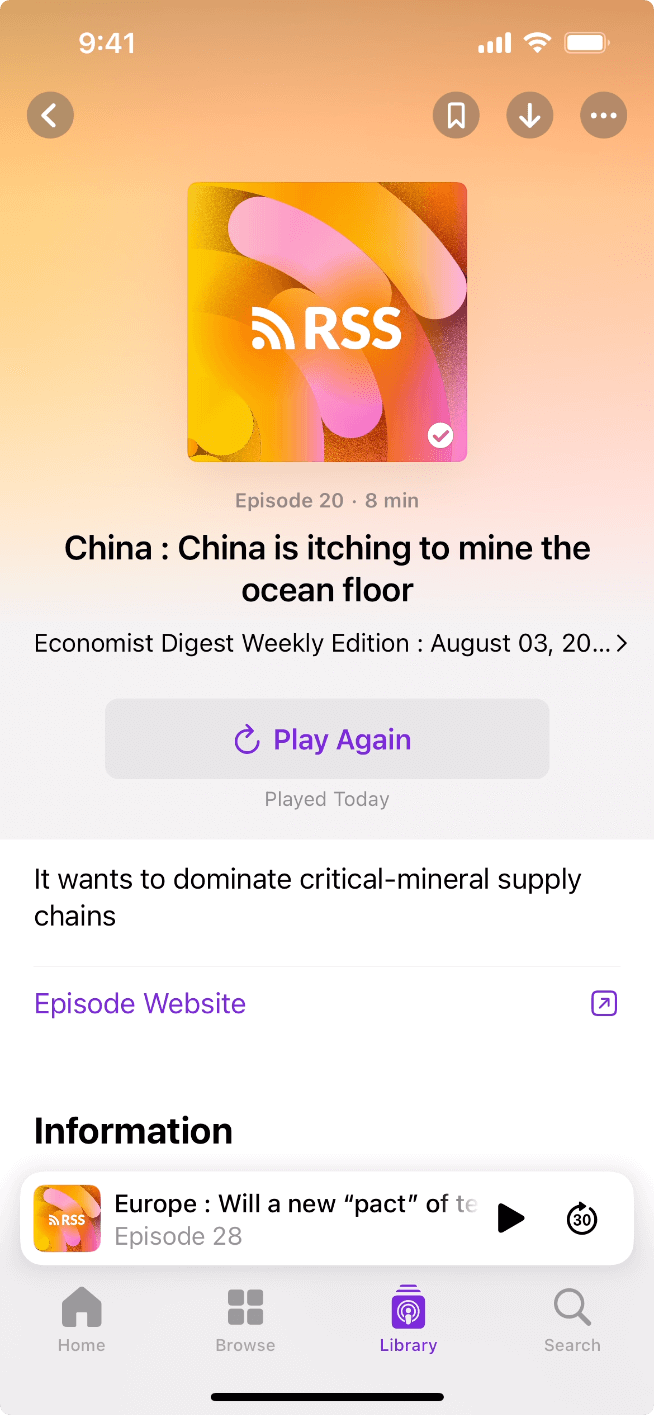 9:41
RSS
Episode 20 · 8 min
China : China is itching to mine the
ocean floor
Economist Digest Weekly Edition : August 03, 20...
Play Again
Played Today
It wants to dominate critical-mineral supply
chains
Episode Website
Information
RSS
Europe : Will a new “pact” of te
Episode 28
30
Home
Browse
Library
Search